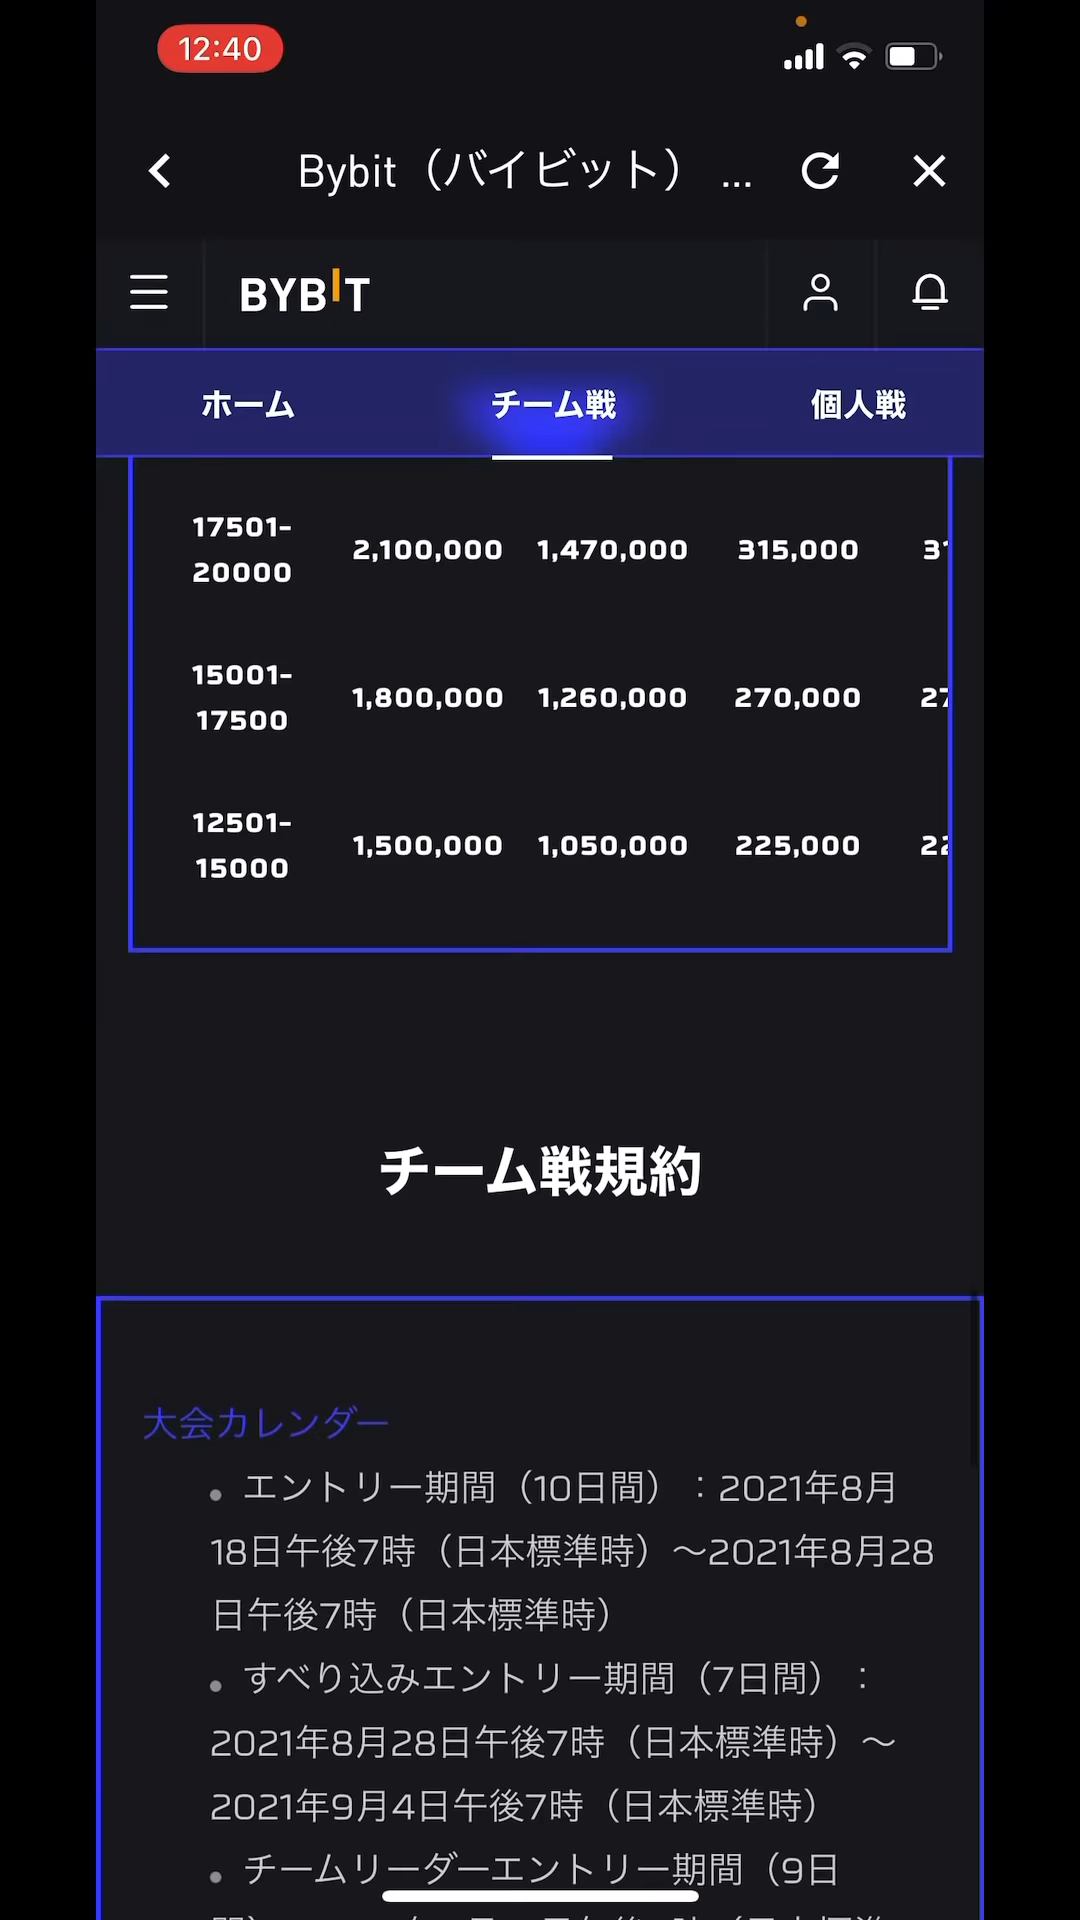 12:40
Bybit（バイビット） ...
BYBIT
ホーム チーム戦 個人戦
17501-
20000 2,100,000 1,470,000 315,000
15001-
17500 1,800,000 1,260,000 270,000 27
12501-
15000 1,500,000 1,050,000 225,000 22
チーム戦規約
大会カレンダー
• エントリー期間（10日間）：2021年8月
18日午後7時（日本標準時）～2021年8月28
日午後7時（日本標準時）
• すべり込みエントリー期間（7日間）：
2021年8月28日午後7時（日本標準時）～
2021年9月4日午後7時（日本標準時）
• チームリーダーエントリー期間（9日